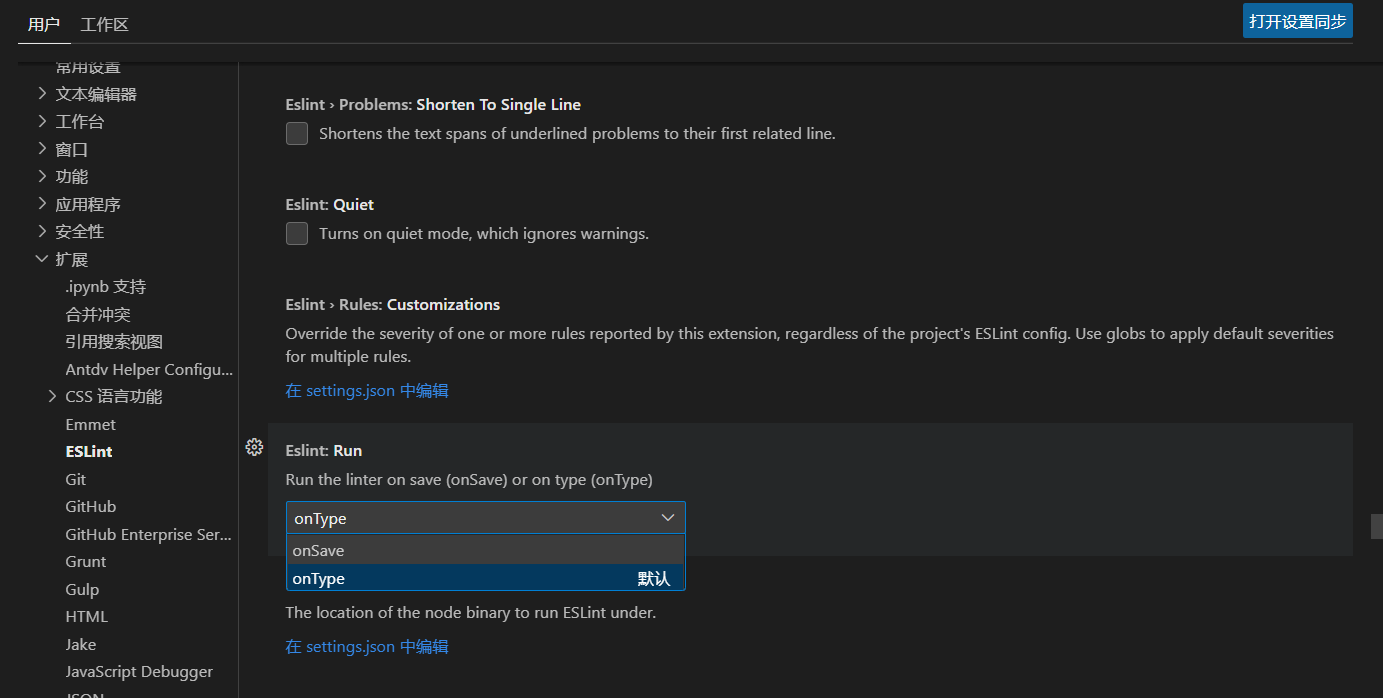 用户 工作区
打开设置同步
常用设置
文本编辑器
工作台
窗口
功能
应用程序
安全性
扩展
.ipynb 支持
合并冲突
引用搜索视图
Antdv Helper Configu...
CSS 语言功能
Emmet
ESLint
Git
GitHub
GitHub Enterprise Ser...
Grunt
Gulp
HTML
Jake
JavaScript Debugger
JSON
Eslint › Problems: Shorten To Single Line
Shortens the text spans of underlined problems to their first related line.
Eslint: Quiet
Turns on quiet mode, which ignores warnings.
Eslint › Rules: Customizations
Override the severity of one or more rules reported by this extension, regardless of the project's ESLint config. Use globs to apply default severities
for multiple rules.
在 settings.json 中编辑
Eslint: Run
Run the linter on save (onSave) or on type (onType)
onType
onSave
onType 默认
The location of the node binary to run ESLint under.
在 settings.json 中编辑